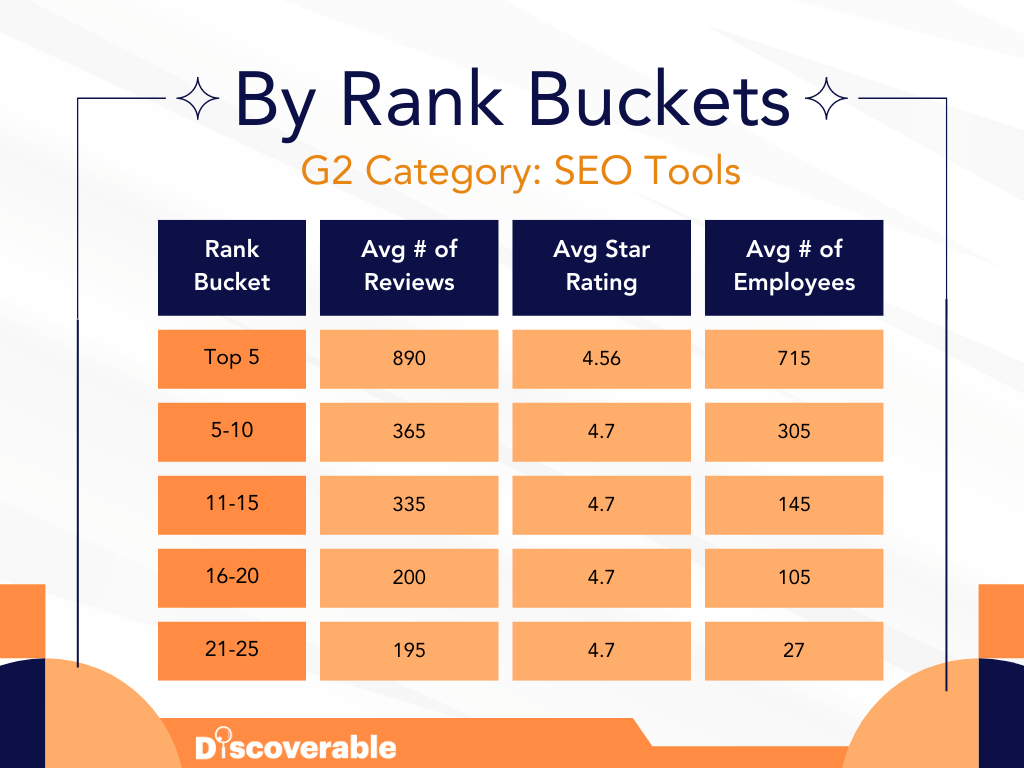 By Rank Buckets
G2 Category: SEO Tools
Rank Bucket | Avg # of Reviews | Avg Star Rating | Avg # of Employees
Top 5 | 890 | 4.56 | 715
5-10 | 365 | 4.7 | 305
11-15 | 335 | 4.7 | 145
16-20 | 200 | 4.7 | 105
21-25 | 195 | 4.7 | 27
Discoverable